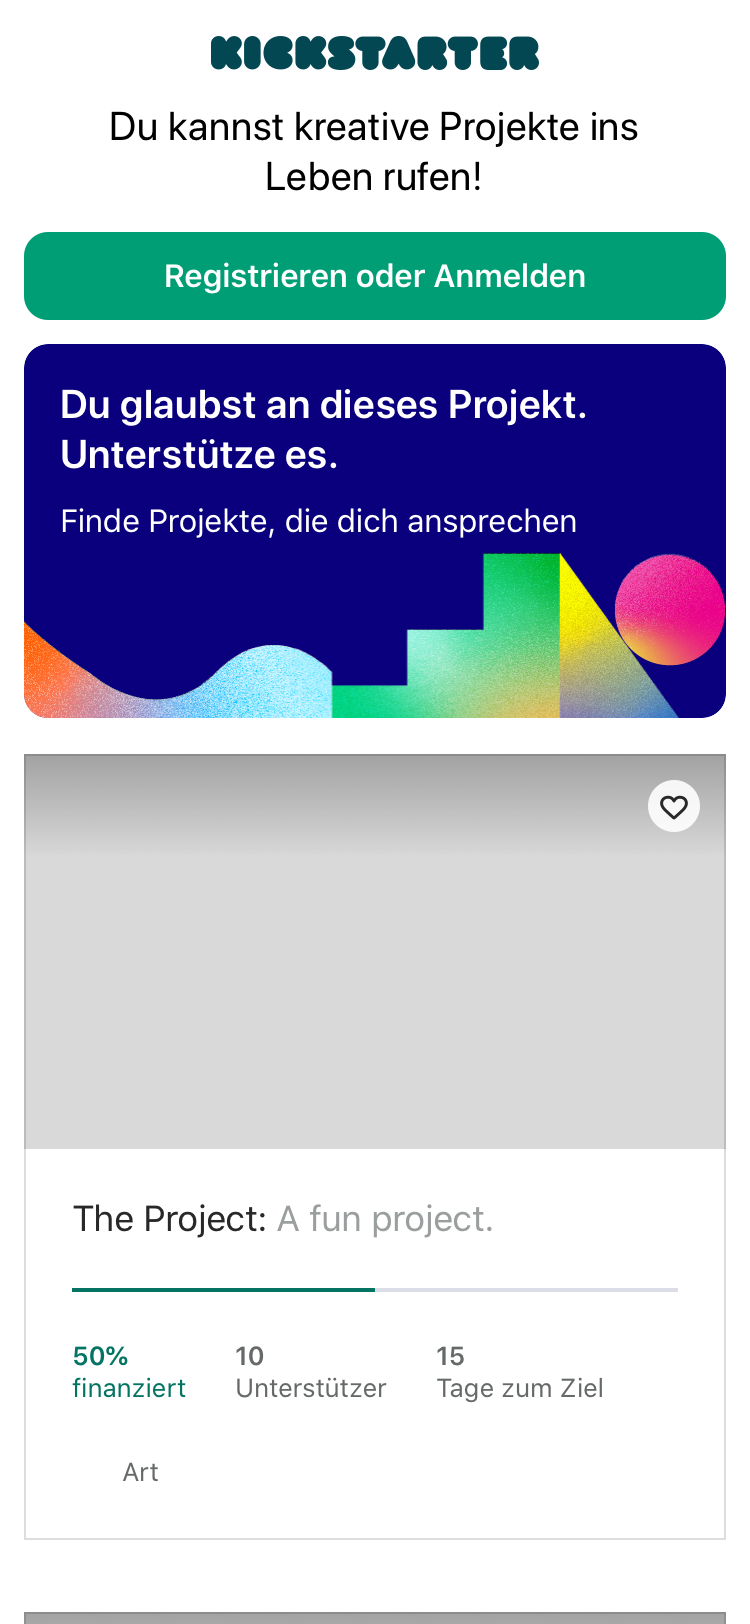 KICKSTARTER
Du kannst kreative Projekte ins
Leben rufen!
Registrieren oder Anmelden
Du glaubst an dieses Projekt.
Unterstütze es.
Finde Projekte, die dich ansprechen
The Project: A fun project.
50% 10 15
finanziert Unterstützer Tage zum Ziel
Art